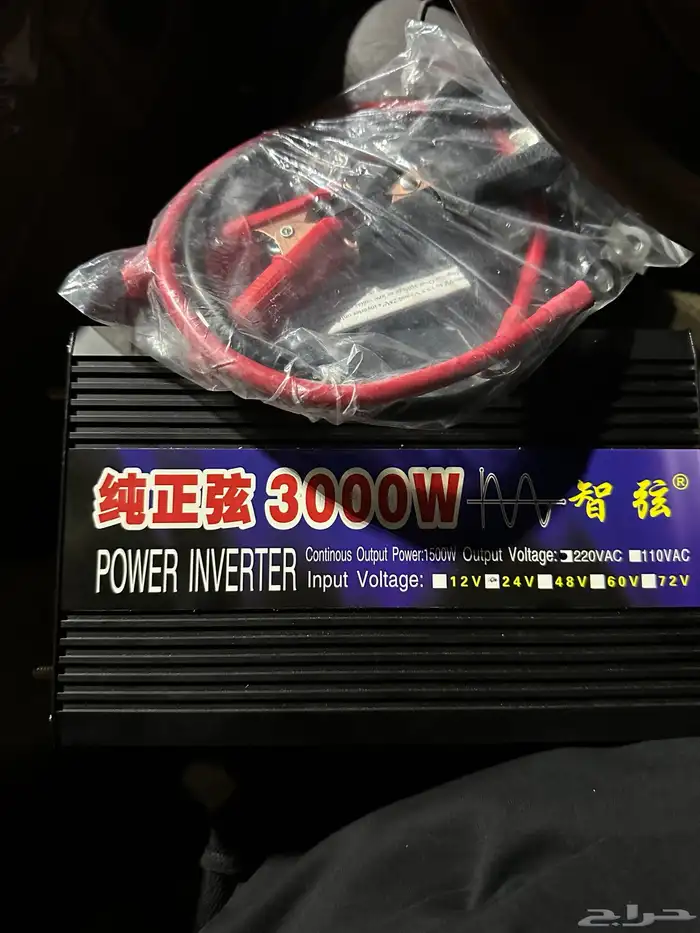 纯正弦 3000W 智弦®
POWER INVERTER
Continous Output Power:1500W Output Voltage: 220VAC 110VAC
Input Voltage: 12V 24V 48V 60V 72V
حراج